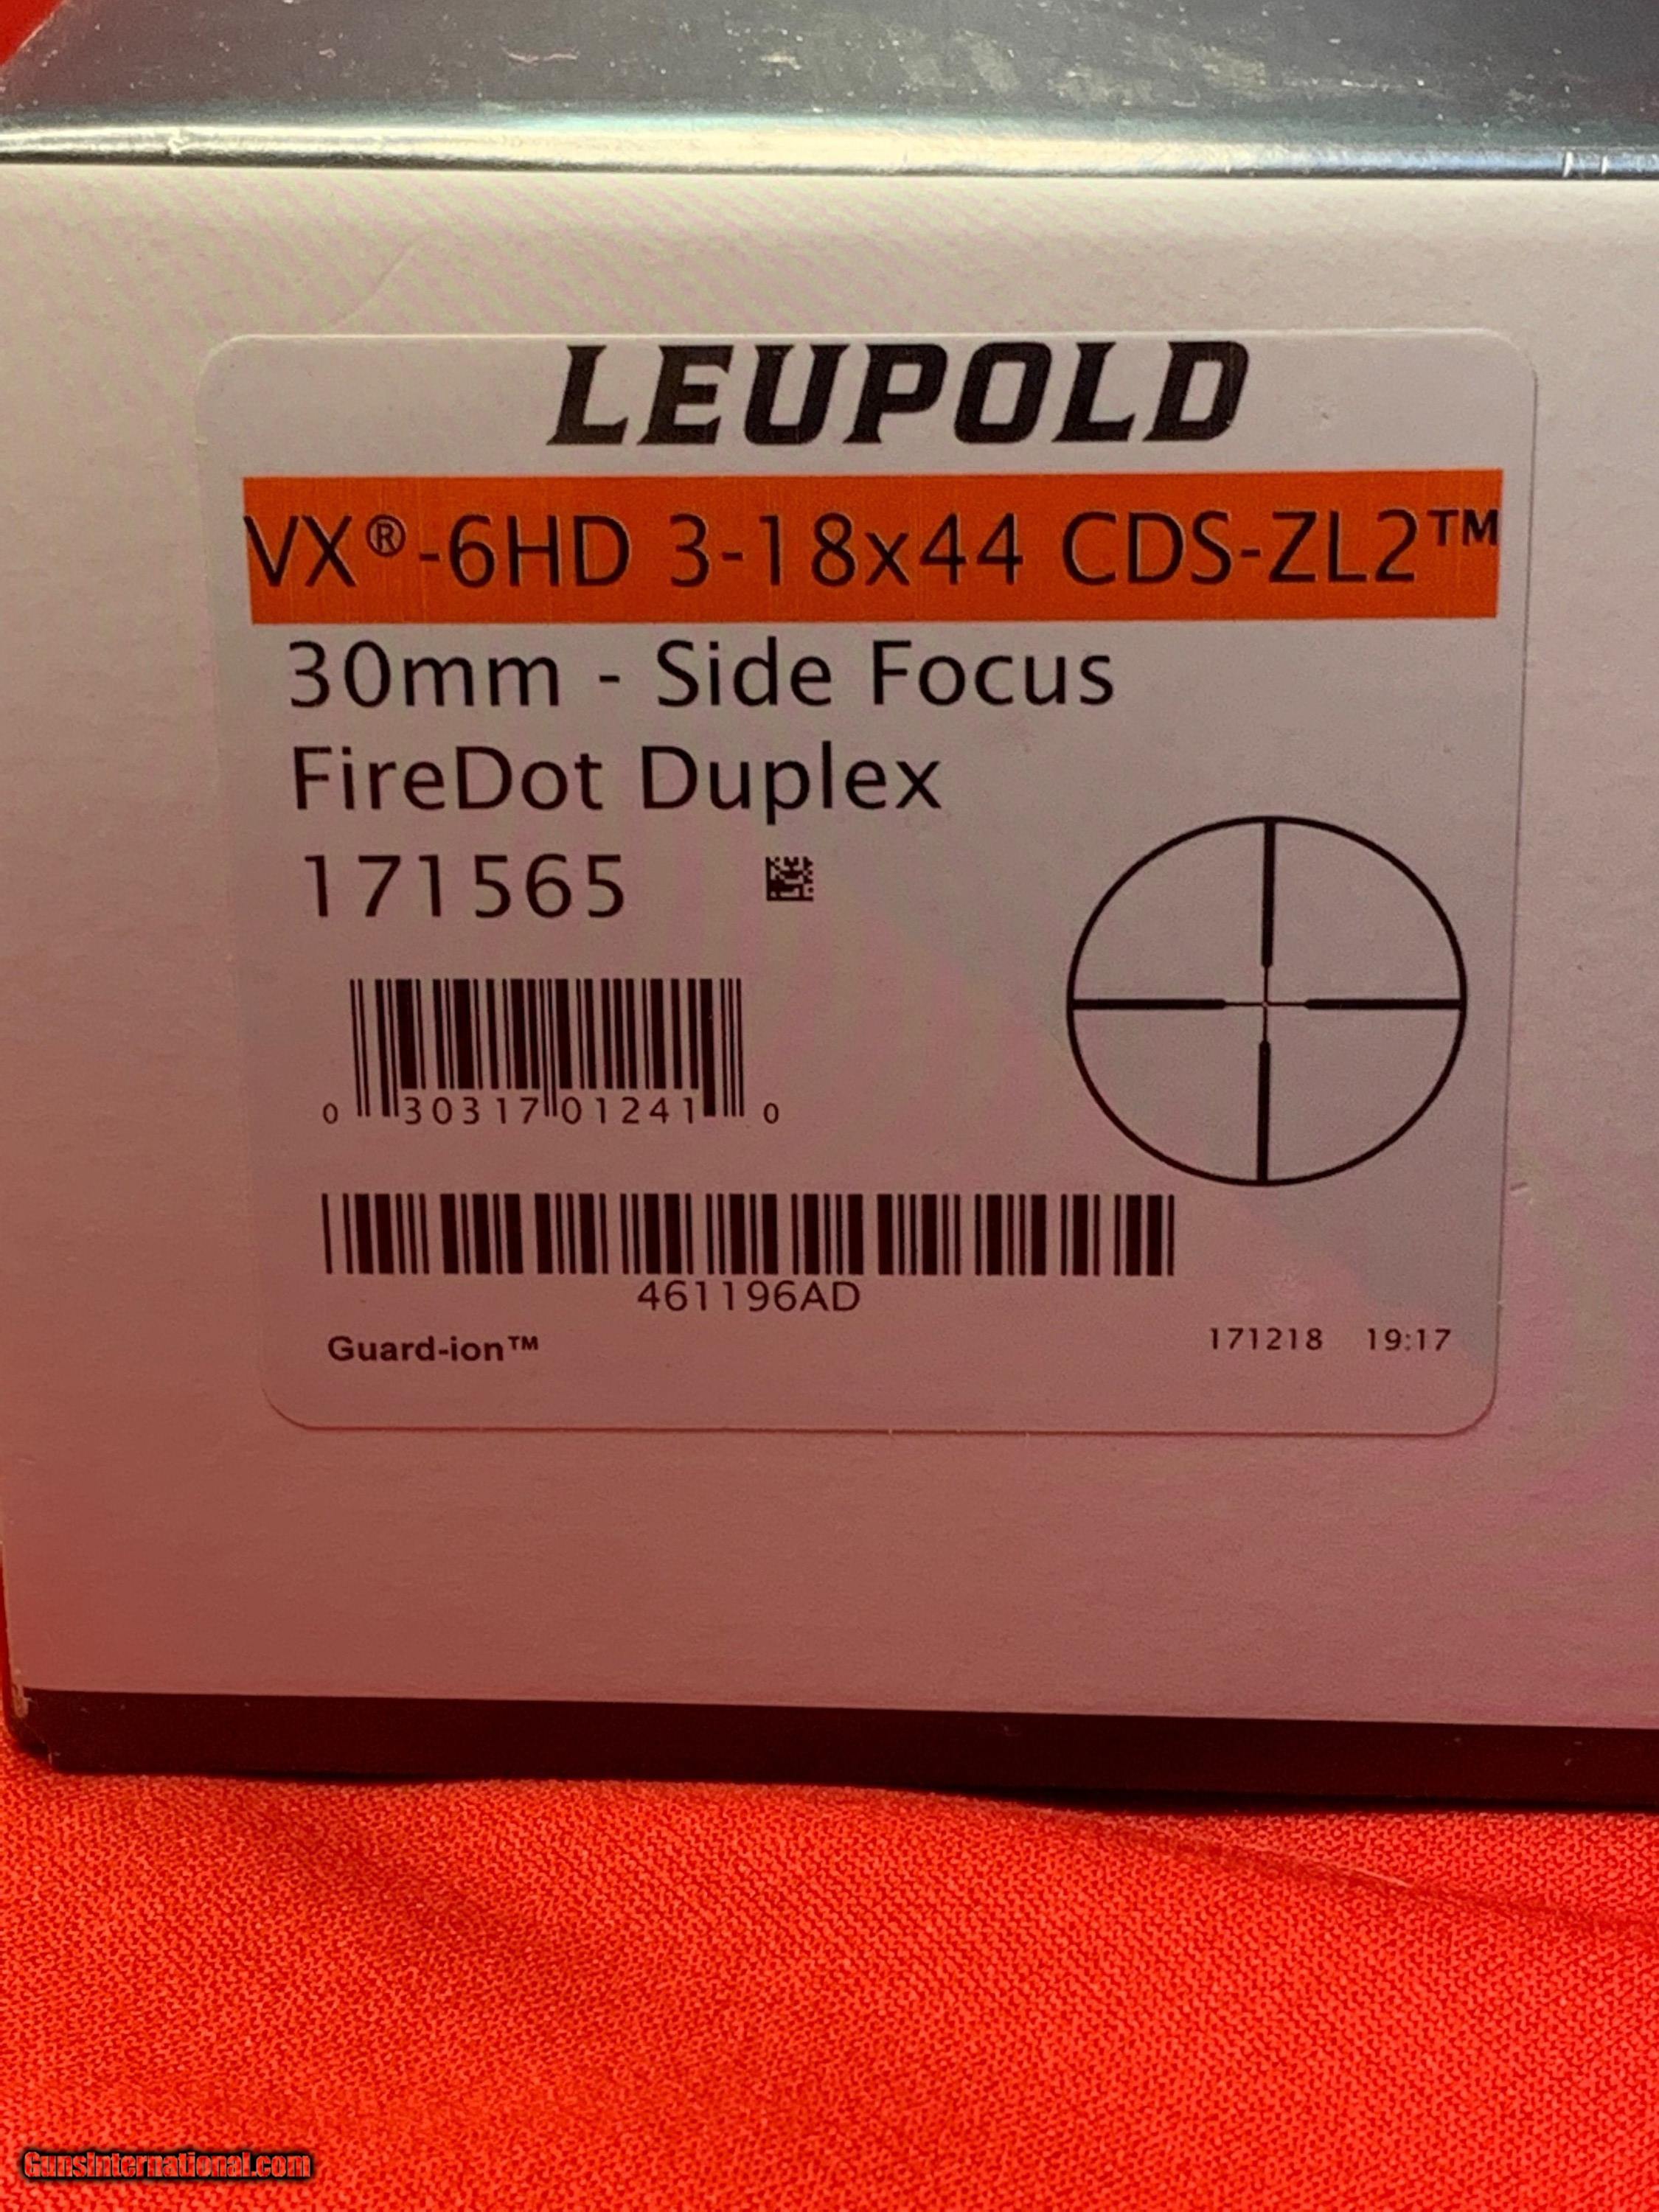 LEUPOLD
VX®-6HD 3-18x44 CDS-ZL2™
30mm - Side Focus
FireDot Duplex
171565
0 30317 01241 0
461196AD
Guard-ion™ 171218 19:17
GunsInternational.com